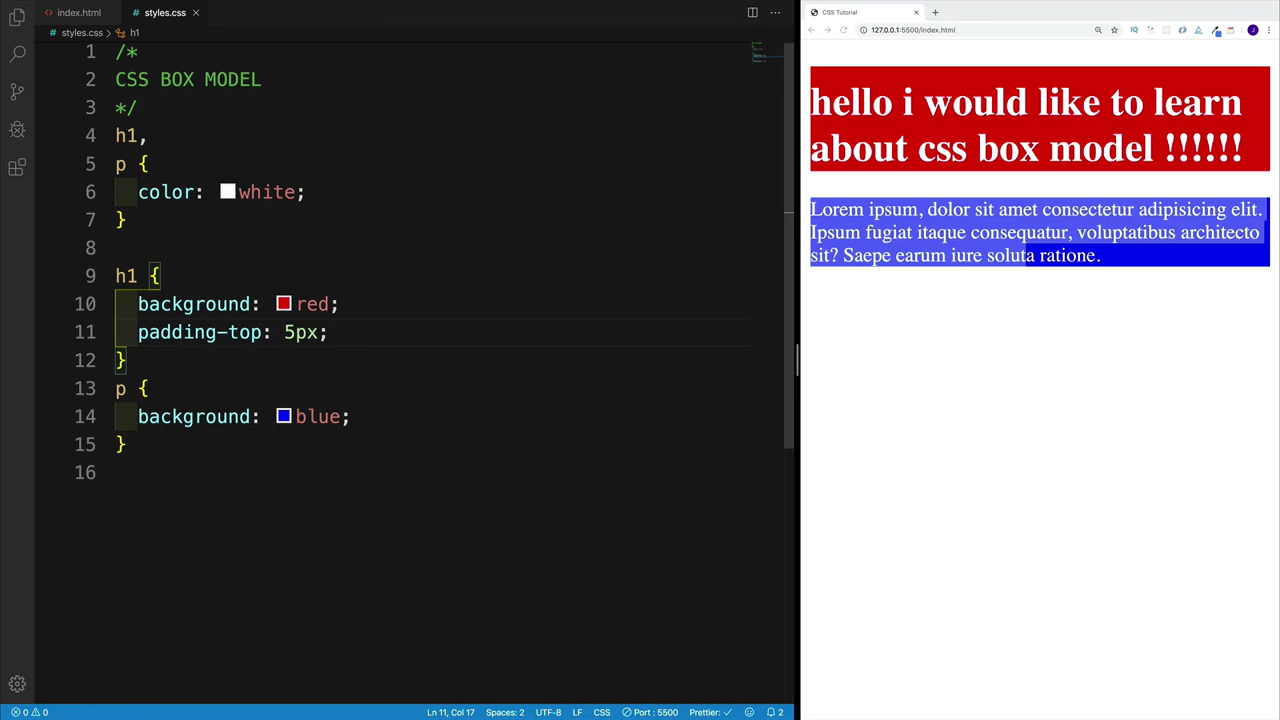 index.html
styles.css
styles.css > h1
1 /*
2 CSS BOX MODEL
3 */
4 h1,
5 p {
6 color: white;
7 }
8
9 h1 {
10 background: red;
11 padding-top: 5px;
12 }
13 p {
14 background: blue;
15 }
16
0 0
Ln 11, Col 17
Spaces: 2
UTF-8
LF
CSS
Port : 5500
Prettier: ✓
2
CSS Tutorial
127.0.0.1:5500/index.html
IQ
J
hello i would like to learn
about css box model !!!!!!
Lorem ipsum, dolor sit amet consectetur adipisicing elit.
Ipsum fugiat itaque consequatur, voluptatibus architecto
sit? Saepe earum iure soluta ratione.